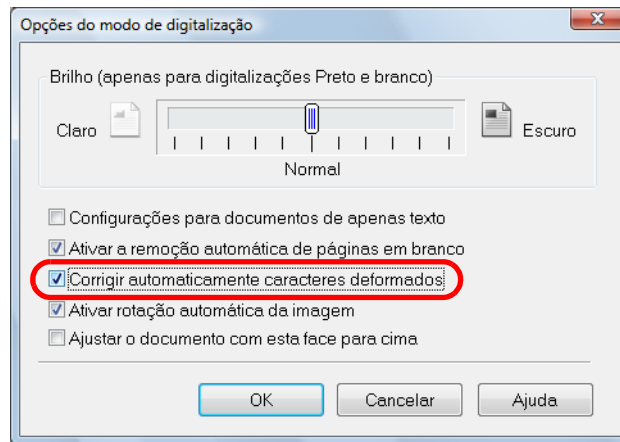 Opções do modo de digitalização
Brilho (apenas para digitalizações Preto e branco)
Claro
Escuro
Normal
Configurações para documentos de apenas texto
Ativar a remoção automática de páginas em branco
Corrigir automaticamente caracteres deformados
Ativar rotação automática da imagem
Ajustar o documento com esta face para cima
OK Cancelar Ajuda